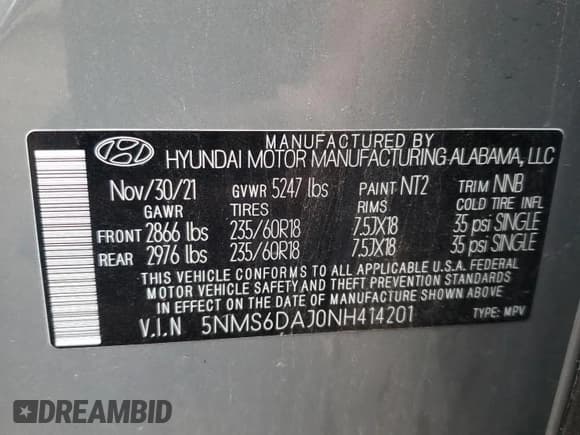 MANUFACTURED BY
HYUNDAI MOTOR MANUFACTURING ALABAMA, LLC
Nov/30/21 GVWR 5247 lbs PAINT NT2 TRIM NNB
GAWR TIRES RIMS COLD TIRE INFL
FRONT 2866 lbs 235/60R18 7.5JX18 35 psi SINGLE
REAR 2976 lbs 235/60R18 7.5JX18 35 psi SINGLE
THIS VEHICLE CONFORMS TO ALL APPLICABLE U.S.A. FEDERAL
MOTOR VEHICLE SAFETY AND THEFT PREVENTION STANDARDS
IN EFFECT ON THE DATE OF MANUFACTURE SHOWN ABOVE.
V.I.N 5NMS6DAJ0NH414201 TYPE: MPV
DREAMBID